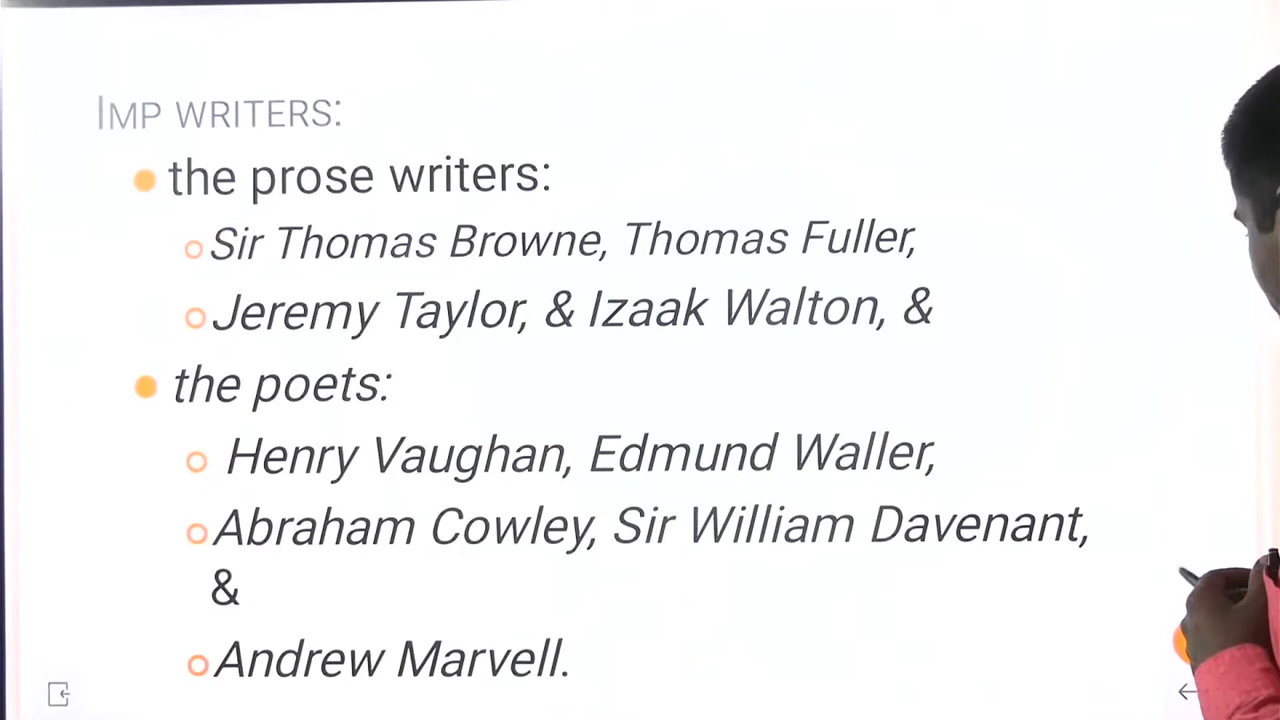 IMP WRITERS:
the prose writers:
Sir Thomas Browne, Thomas Fuller,
Jeremy Taylor, & Izaak Walton, &
the poets:
Henry Vaughan, Edmund Waller,
Abraham Cowley, Sir William Davenant,
&
Andrew Marvell.